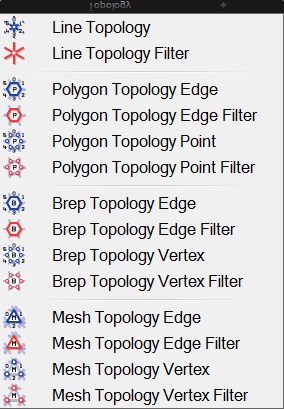 Topology
Line Topology
Line Topology Filter
Polygon Topology Edge
Polygon Topology Edge Filter
Polygon Topology Point
Polygon Topology Point Filter
Brep Topology Edge
Brep Topology Edge Filter
Brep Topology Vertex
Brep Topology Vertex Filter
Mesh Topology Edge
Mesh Topology Edge Filter
Mesh Topology Vertex
Mesh Topology Vertex Filter